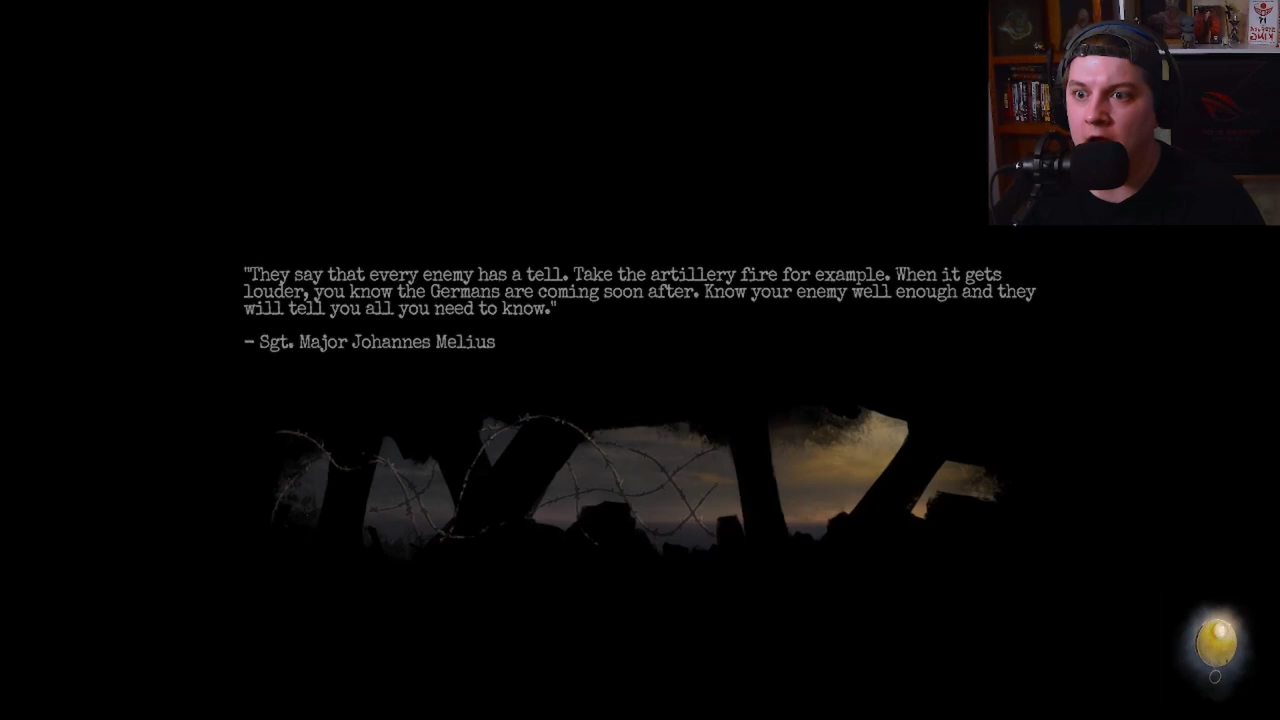 "They say that every enemy has a tell. Take the artillery fire for example. When it gets
louder, you know the Germans are coming soon after. Know your enemy well enough and they
will tell you all you need to know."
- Sgt. Major Johannes Melius